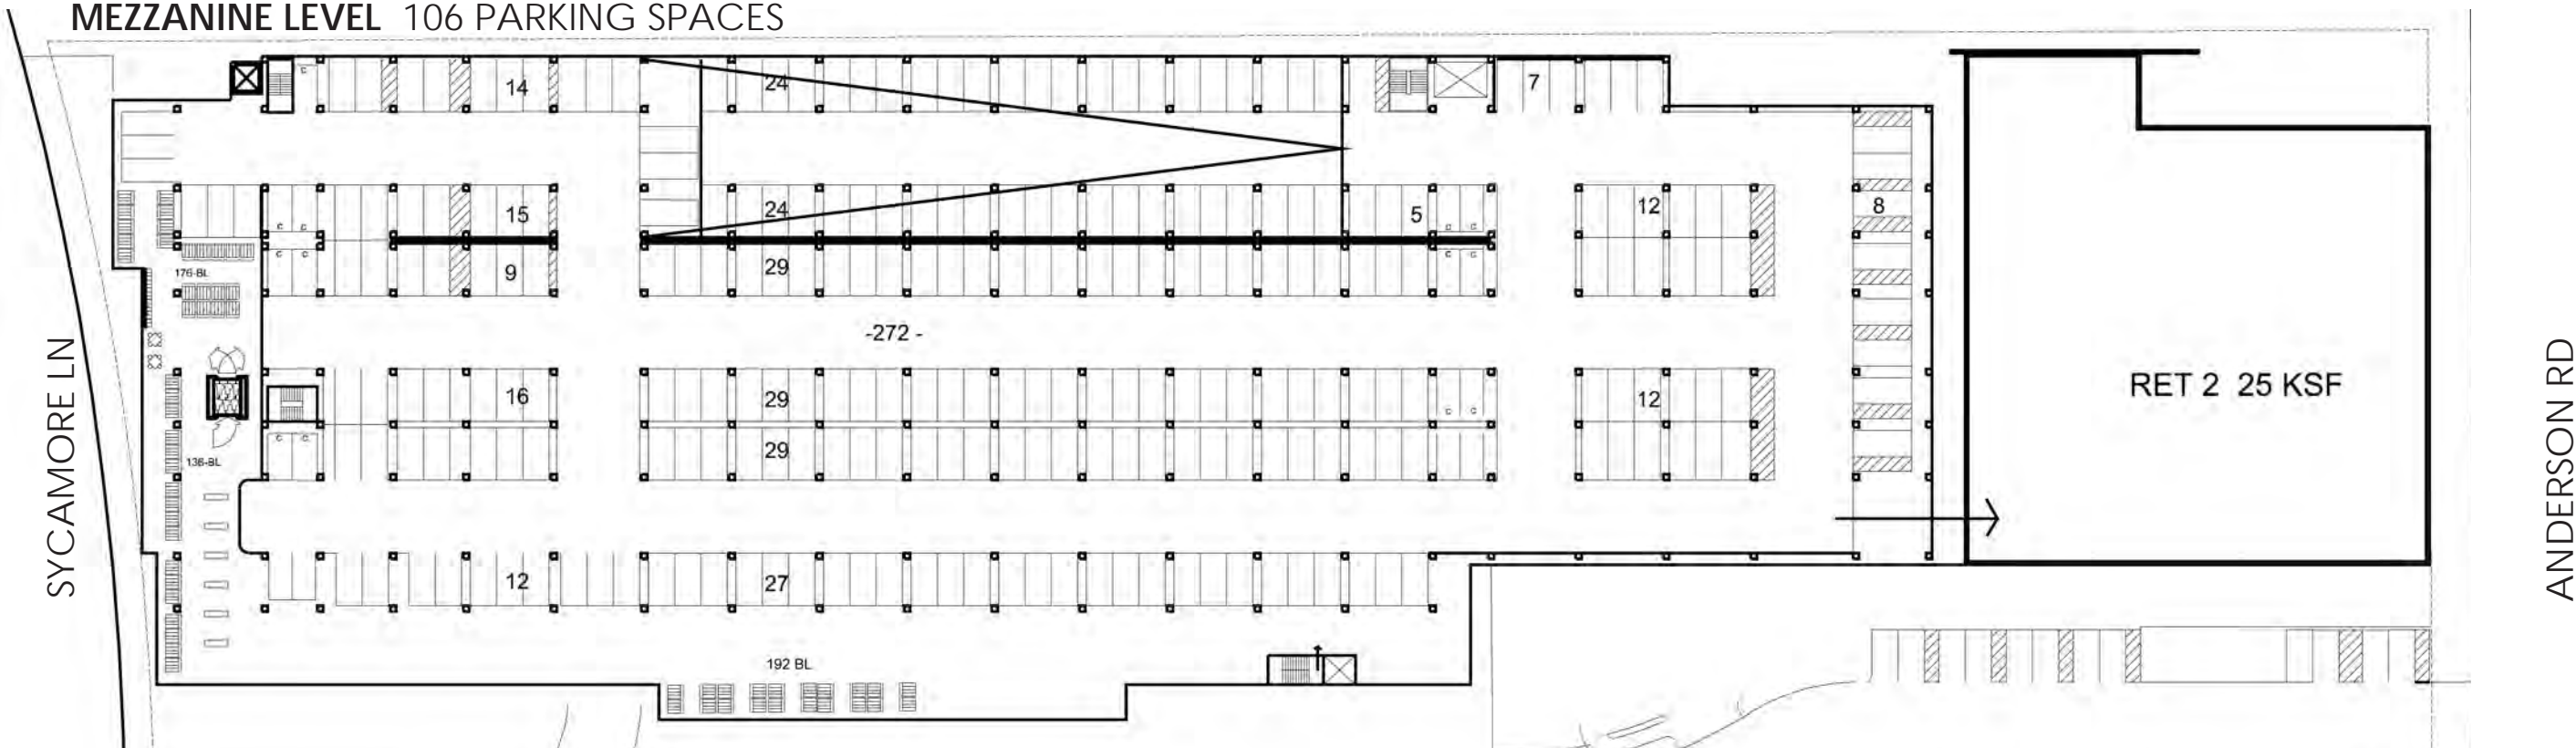 MEZZANINE LEVEL 106 PARKING SPACES
14
24
7
C
15
24
5
12
8
C C
C C
176-BL
9
29
C C
C C
-272 -
SYCAMORE LN
ANDERSON RD
16
29
12
RET 2 25 KSF
C C
C C
29
136-BL
12
27
192 BL